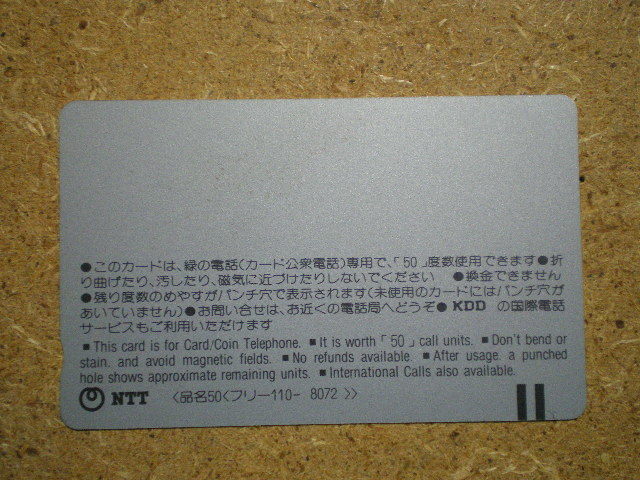 ●このカードは、緑の電話(カード公衆電話)専用で、「50」度数使用できます●折
り曲げたり、汚したり、磁気に近づけたりしないでください ●換金できません
●残り度数のめやすがパンチ穴で表示されます(未使用のカードにはパンチ穴が
あいていません)●お問い合せは、お近くの電話局へどうぞ● KDD の国際電話
サービスもご利用いただけます
■ This card is for Card/Coin Telephone. ■ It is worth「50」call units. ■ Don't bend or
stain, and avoid magnetic fields. ■ No refunds available. ■ After usage, a punched
hole shows approximate remaining units. ■ International Calls also available.
NTT 〈品名50〈フリー110- 8072 〉〉